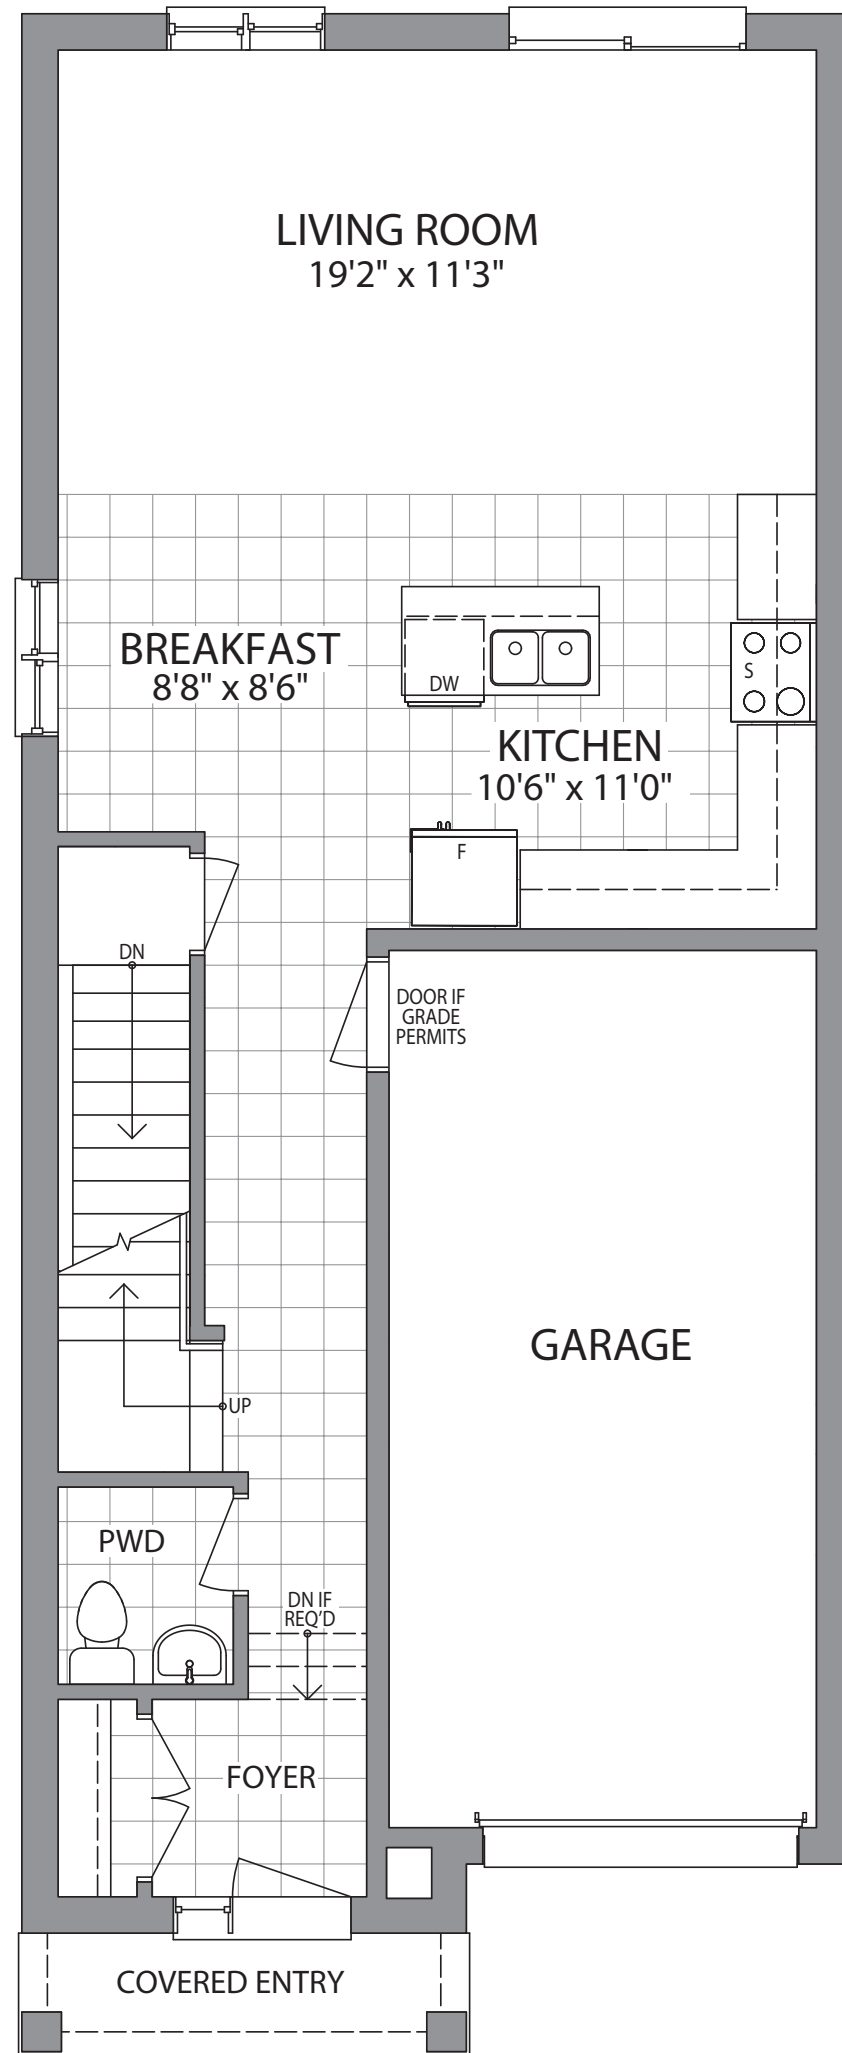 LIVING ROOM
19'2" x 11'3"
BREAKFAST
8'8" x 8'6"
DW
S
KITCHEN
10'6" x 11'0"
F
DN
DOOR IF
GRADE
PERMITS
GARAGE
UP
PWD
DN IF
REQ'D
FOYER
COVERED ENTRY